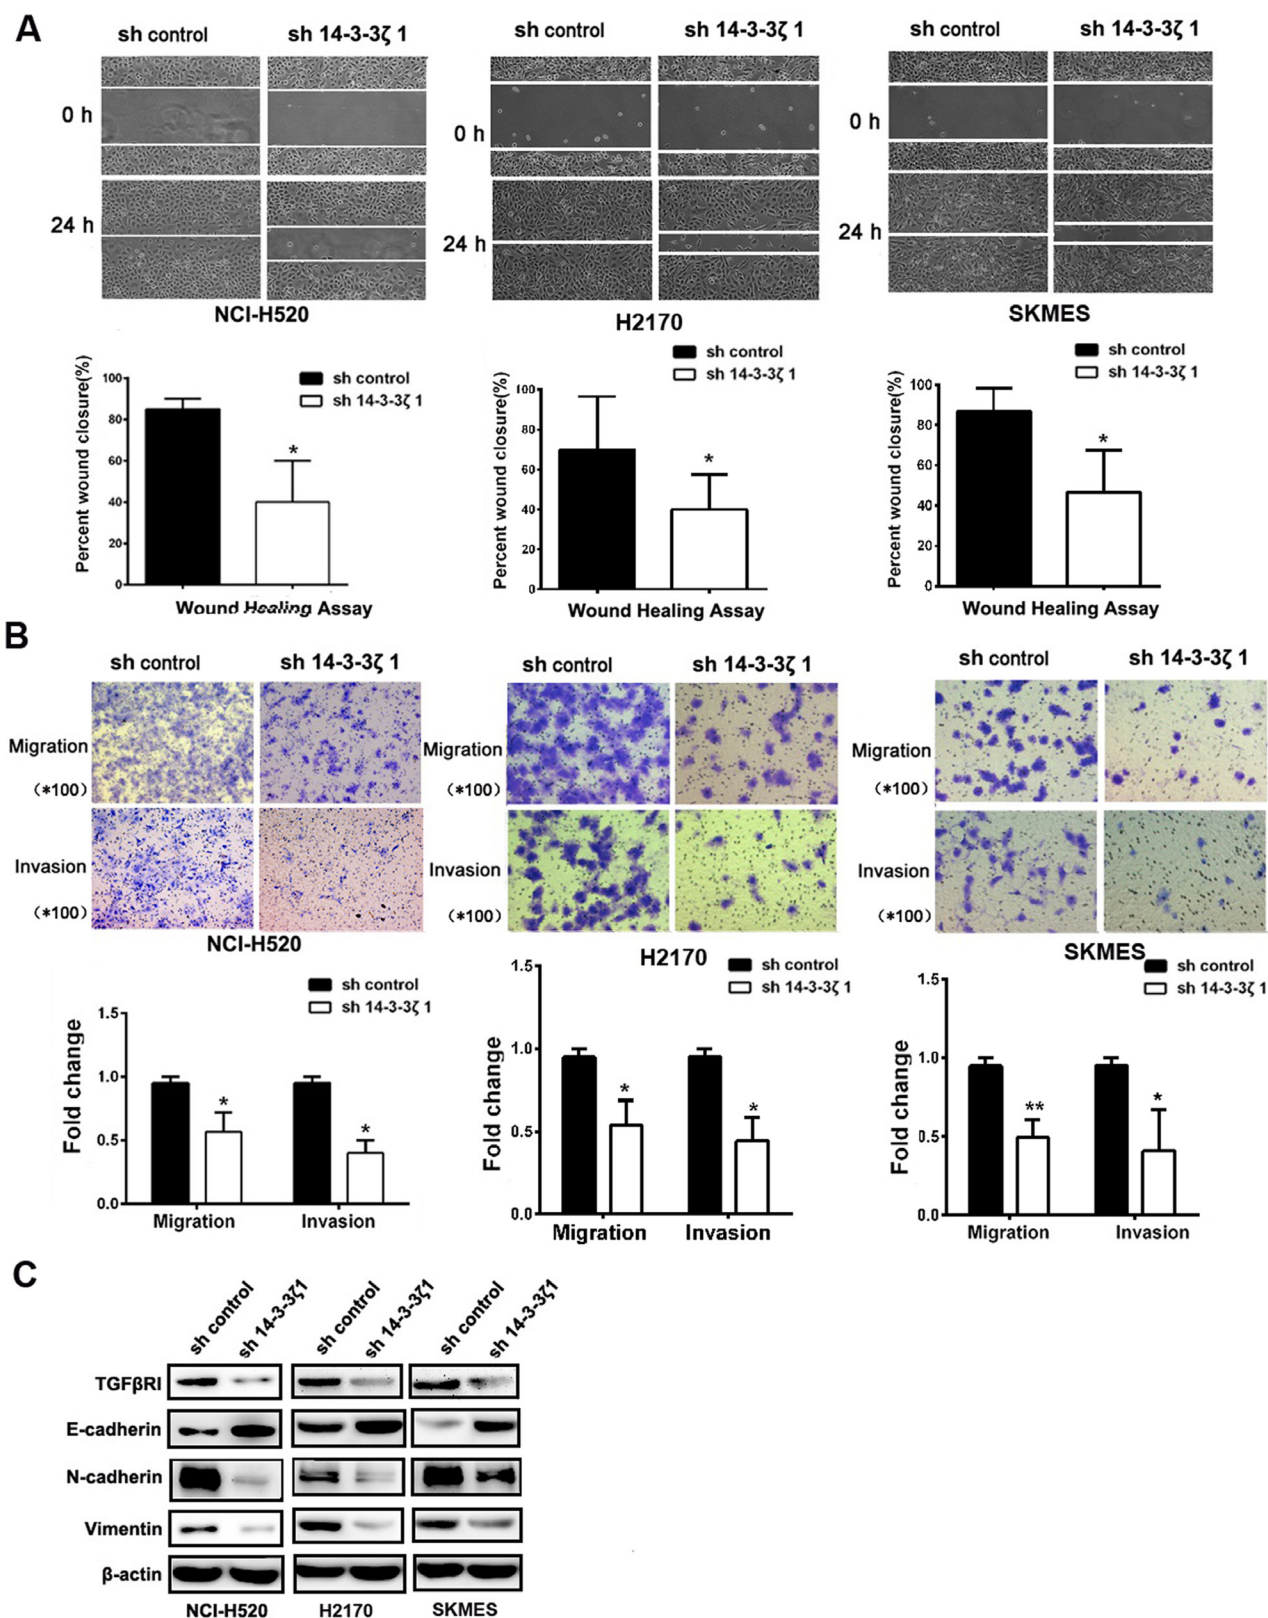 A
sh control
sh 14-3-3ζ 1
sh control
sh 14-3-3ζ 1
sh control
sh 14-3-3ζ 1
0 h
0 h
0 h
24 h
24 h
24 h
NCI-H520
H2170
SKMES
Percent wound closure(%)
100
80
60
40
20
0
sh control
sh 14-3-3ζ 1
*
Wound Healing Assay
Percent wound closure(%)
100
80
60
40
20
0
sh control
sh 14-3-3ζ 1
*
Wound Healing Assay
Percent wound closure(%)
100
80
60
40
20
0
sh control
sh 14-3-3ζ 1
*
Wound Healing Assay
B
sh control
sh 14-3-3ζ 1
sh control
sh 14-3-3ζ 1
sh control
sh 14-3-3ζ 1
Migration
(*100)
Migration
(*100)
Migration
(*100)
Invasion
(*100)
Invasion
(*100)
Invasion
(*100)
NCI-H520
H2170
SKMES
Fold change
1.5
1.0
0.5
0.0
sh control
sh 14-3-3ζ 1
*
*
Migration
Invasion
Fold change
1.5
1.0
0.5
0.0
sh control
sh 14-3-3ζ 1
*
*
Migration
Invasion
Fold change
1.5
1.0
0.5
0.0
sh control
sh 14-3-3ζ 1
**
*
Migration
Invasion
C
sh control
sh 14-3-3ζ1
sh control
sh 14-3-3ζ1
sh control
sh 14-3-3ζ1
TGFβRI
E-cadherin
N-cadherin
Vimentin
β-actin
NCI-H520
H2170
SKMES